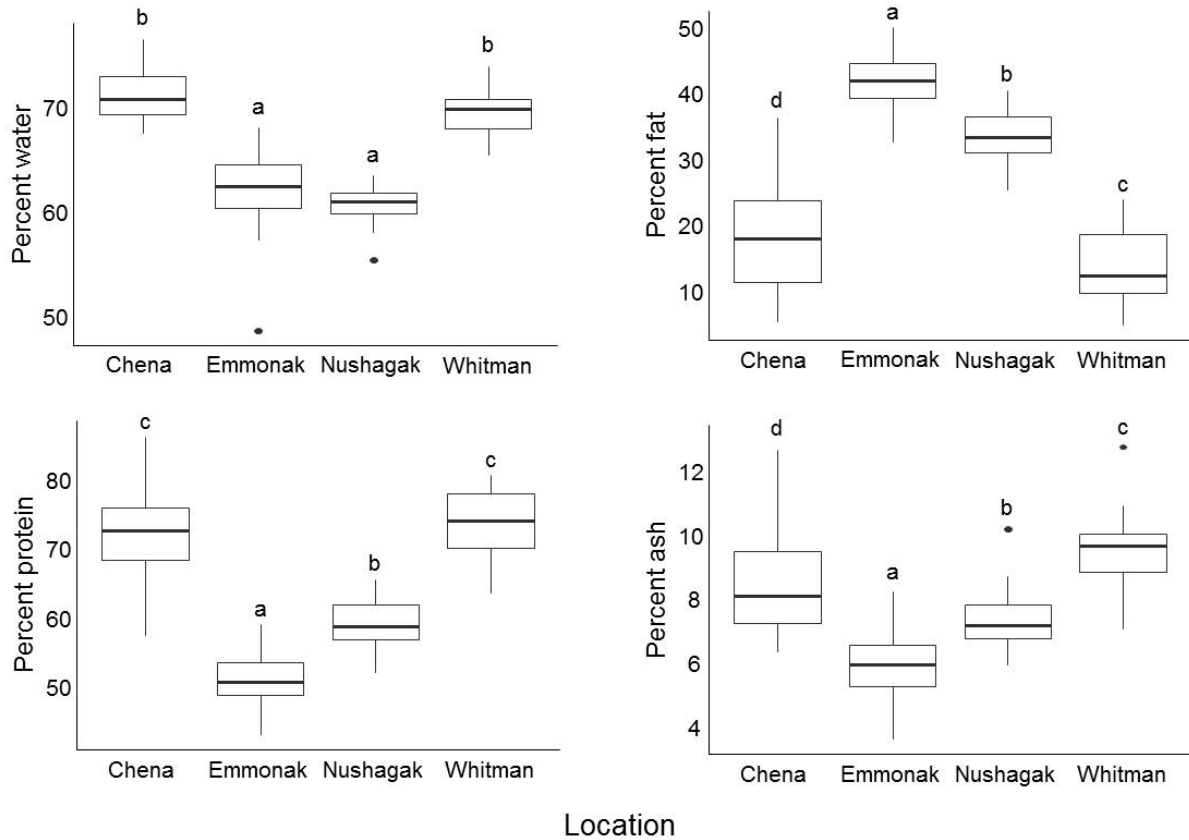 Percent water
70
60
50
b
a
a
b
Chena Emmonak Nushagak Whitman
Percent fat
50
40
30
20
10
d
a
b
c
Chena Emmonak Nushagak Whitman
Percent protein
80
70
60
50
c
a
b
c
Chena Emmonak Nushagak Whitman
Percent ash
12
10
8
6
4
d
a
b
c
Chena Emmonak Nushagak Whitman
Location